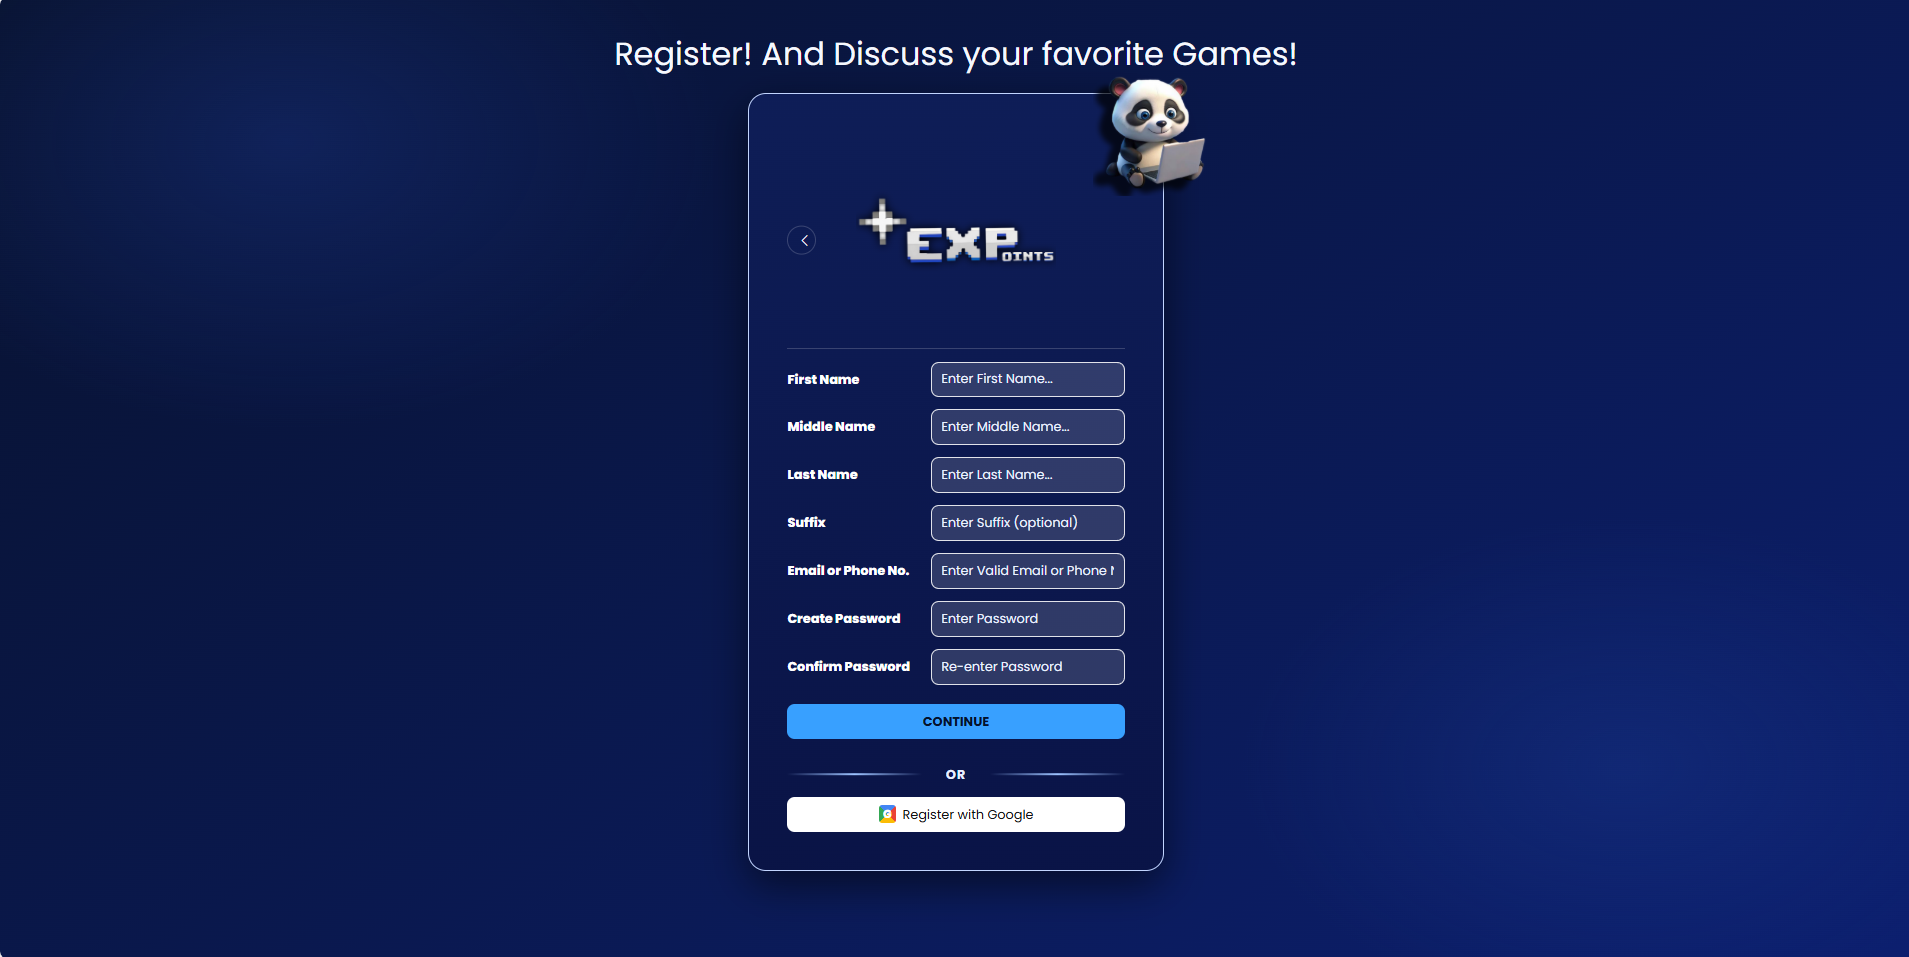 Register! And Discuss your favorite Games!
EXPOINTS
First Name
Enter First Name...
Middle Name
Enter Middle Name...
Last Name
Enter Last Name...
Suffix
Enter Suffix (optional)
Email or Phone No.
Enter Valid Email or Phone
Create Password
Enter Password
Confirm Password
Re-enter Password
CONTINUE
OR
Register with Google